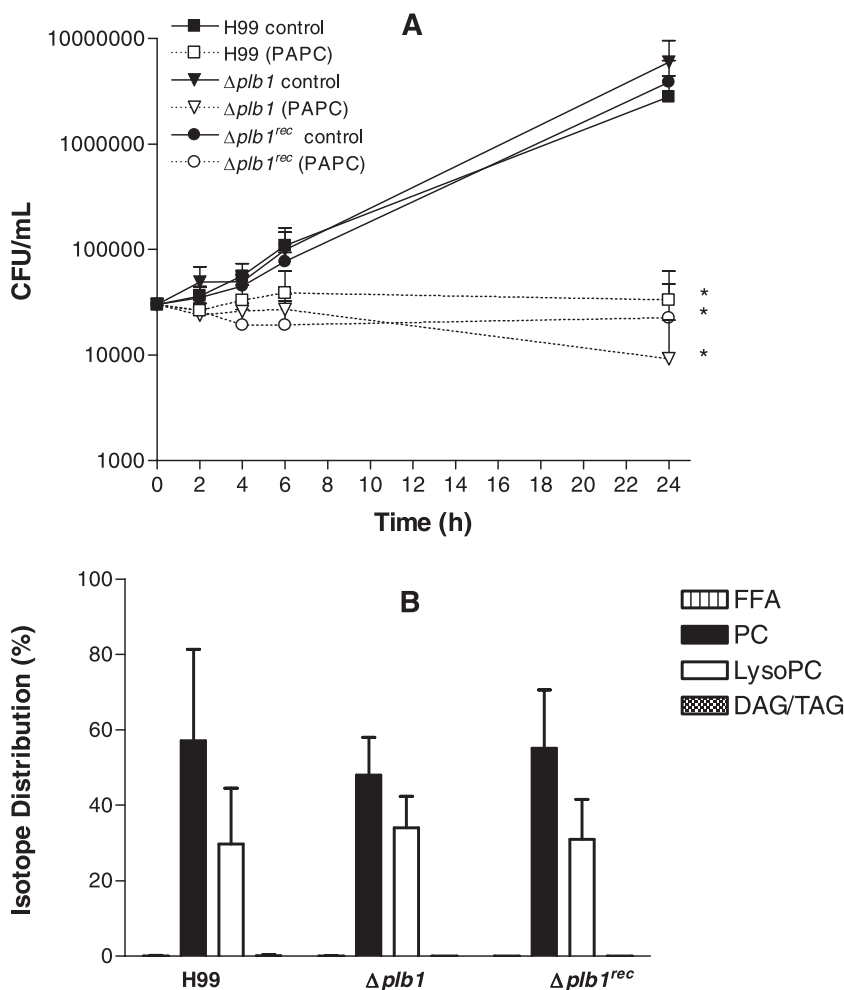 A
H99 control
H99 (PAPC)
Δplb1 control
Δplb1 (PAPC)
Δplb1rec control
Δplb1rec (PAPC)
10000000
1000000
100000
10000
1000
CFU/mL
*
*
*
0 2 4 6 8 10 12 14 16 18 20 22 24
Time (h)
B
100
80
60
40
20
0
Isotope Distribution (%)
FFA
PC
LysoPC
DAG/TAG
H99 Δplb1 Δplb1rec